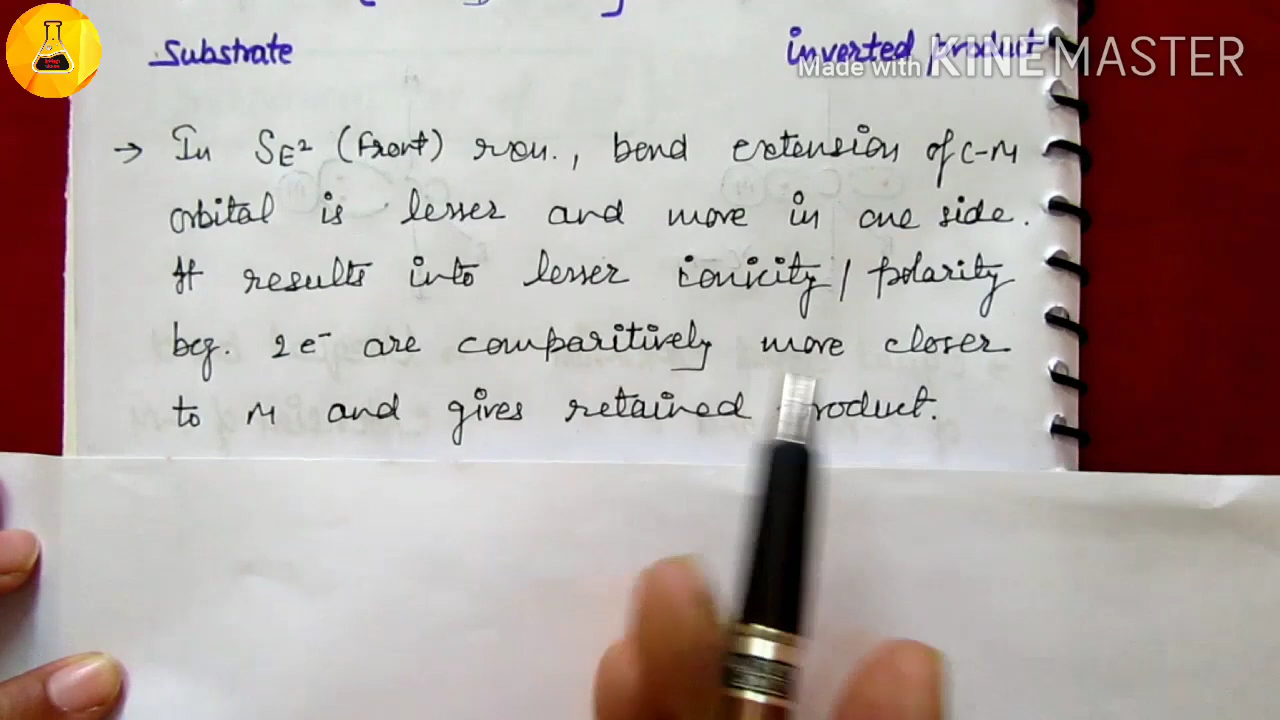 Substrate
inverted product
Made with KINEMASTER
→ In SE² (Front) rxn., bond extension of C-M
orbital is lesser and more in one side.
It results into lesser ionicity/ polarity
bcz. 2e⁻ are comparitively more closer
to M and gives retained product.